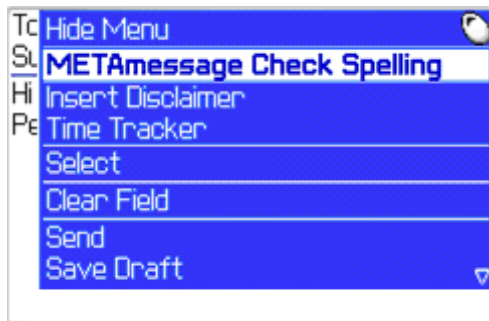 Hide Menu
METAmessage Check Spelling
Insert Disclaimer
Time Tracker
Select
Clear Field
Send
Save Draft